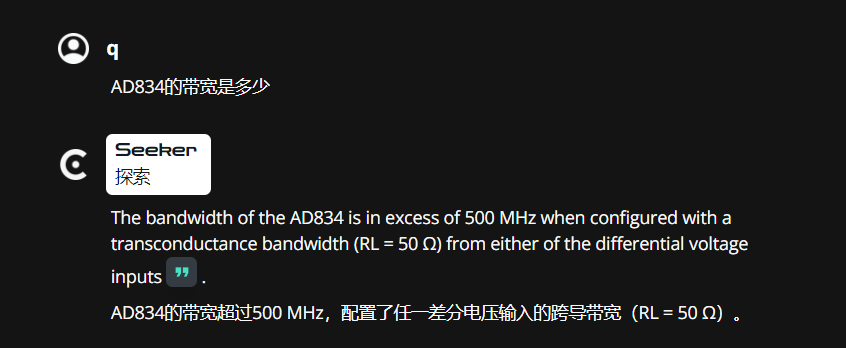 q
AD834的带宽是多少
Seeker
探索
The bandwidth of the AD834 is in excess of 500 MHz when configured with a
transconductance bandwidth (RL = 50 Ω) from either of the differential voltage
inputs ” .
AD834的带宽超过500 MHz，配置了任一差分电压输入的跨导带宽（RL = 50 Ω）。